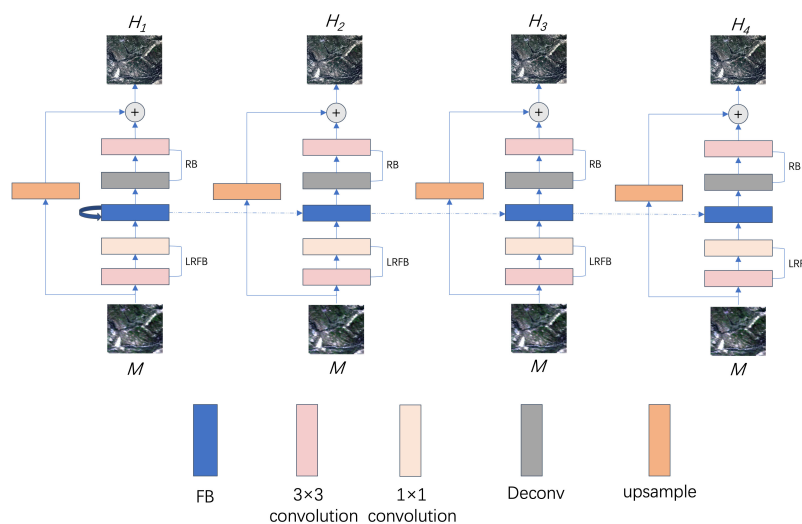 H1 H2 H3 H4
+ + + +
RB RB RB RB
LRFB LRFB LRFB LRF
M M M M
FB 3×3 1×1 Deconv upsample
convolution convolution